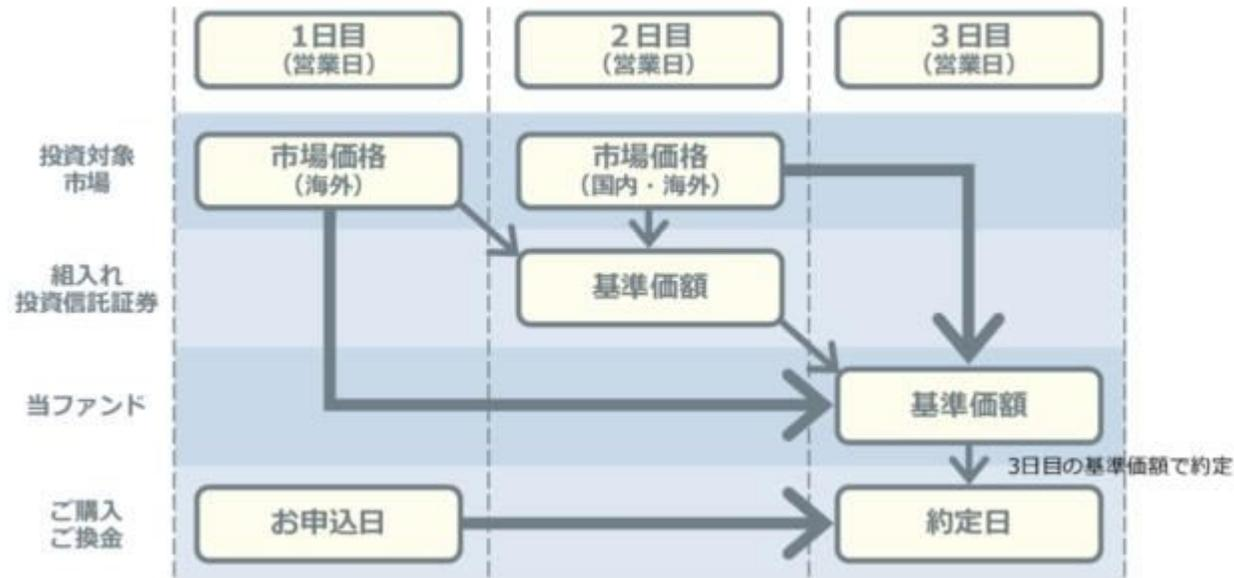 1日目
(営業日)
2日目
(営業日)
3日目
(営業日)
投資対象
市場
市場価格
(海外)
市場価格
(国内・海外)
組入れ
投資信託証券
基準価額
当ファンド
基準価額
3日目の基準価額で約定
ご購入
ご換金
お申込日
約定日